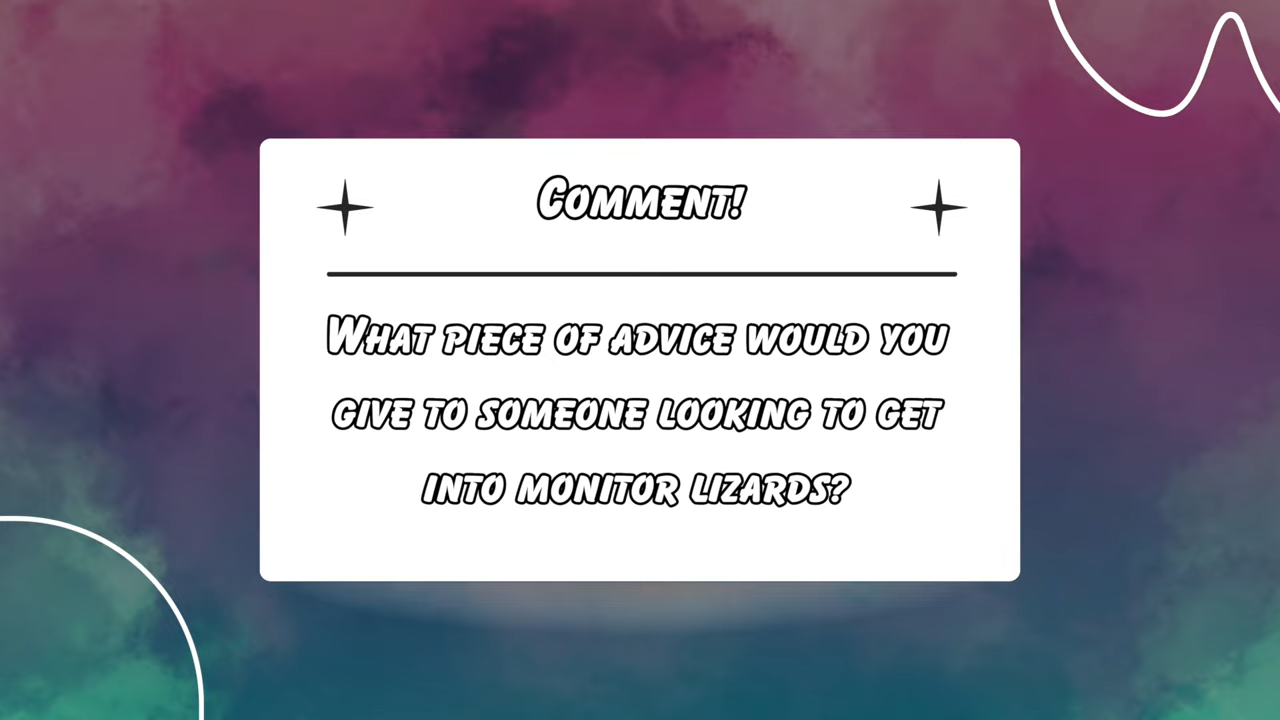 Comment!
What piece of advice would you
give to someone looking to get
into monitor lizards?